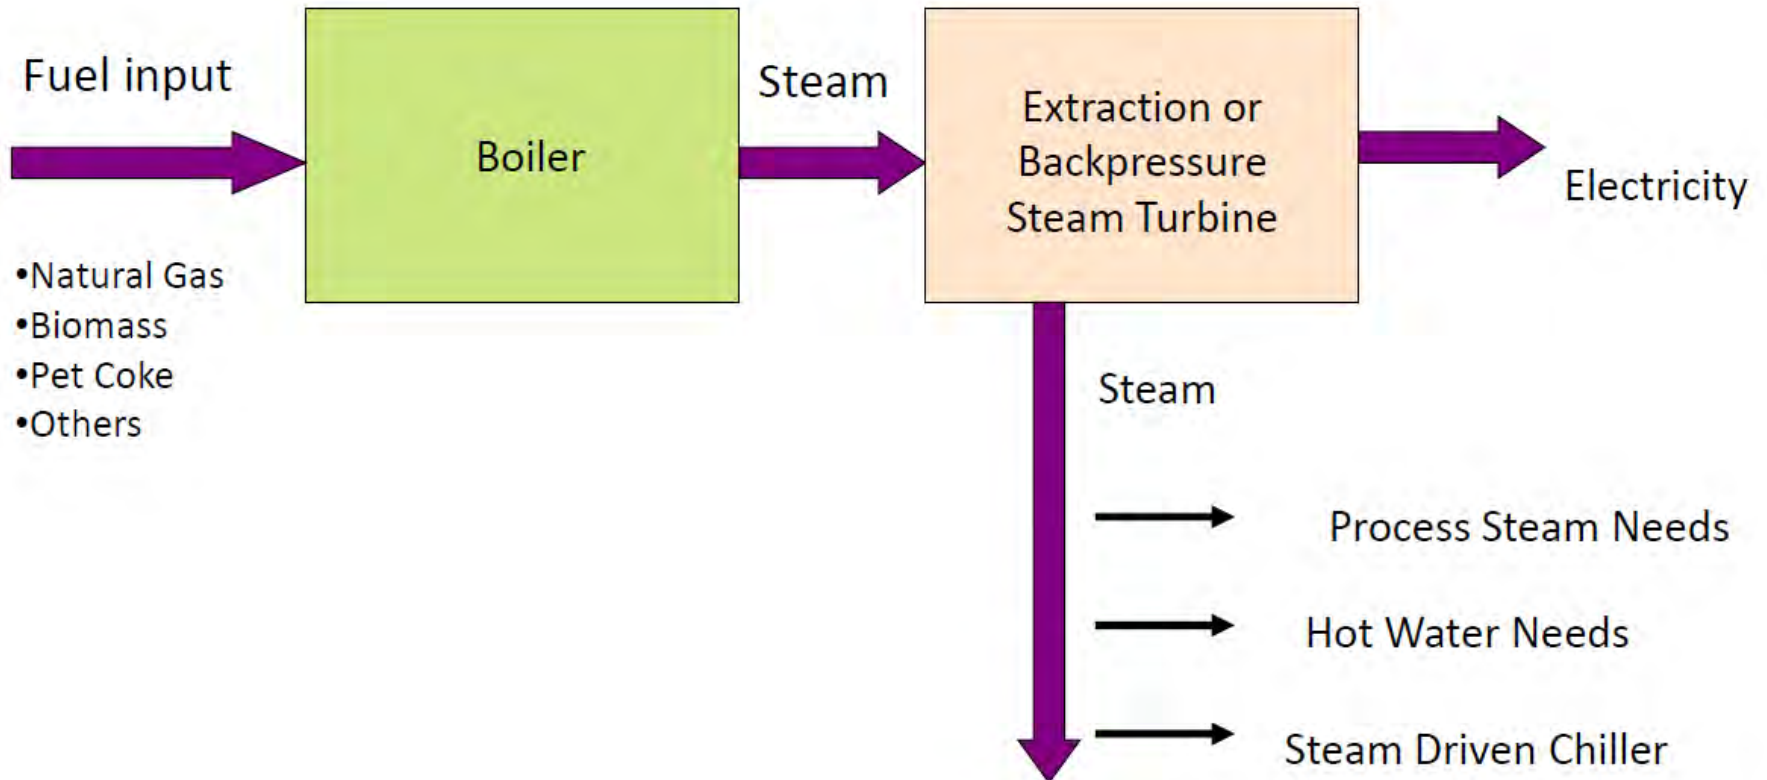 Fuel input
•Natural Gas
•Biomass
•Pet Coke
•Others
Boiler
Steam
Extraction or
Backpressure
Steam Turbine
Electricity
Steam
Process Steam Needs
Hot Water Needs
Steam Driven Chiller